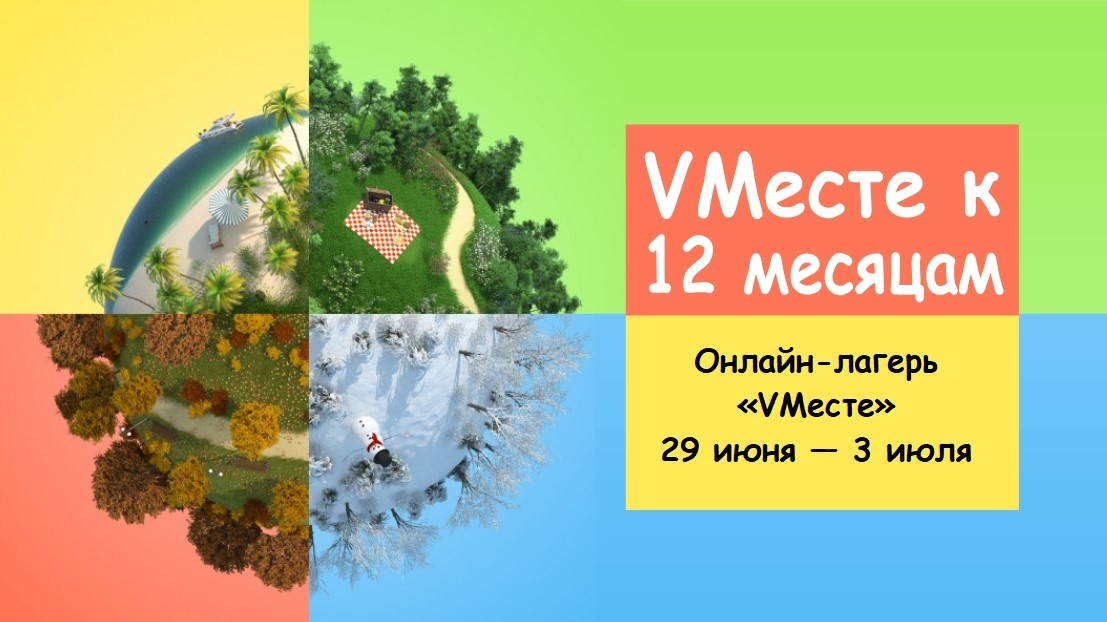 VМесте к
12 месяцам
Онлайн-лагерь
«VМесте»
29 июня — 3 июля